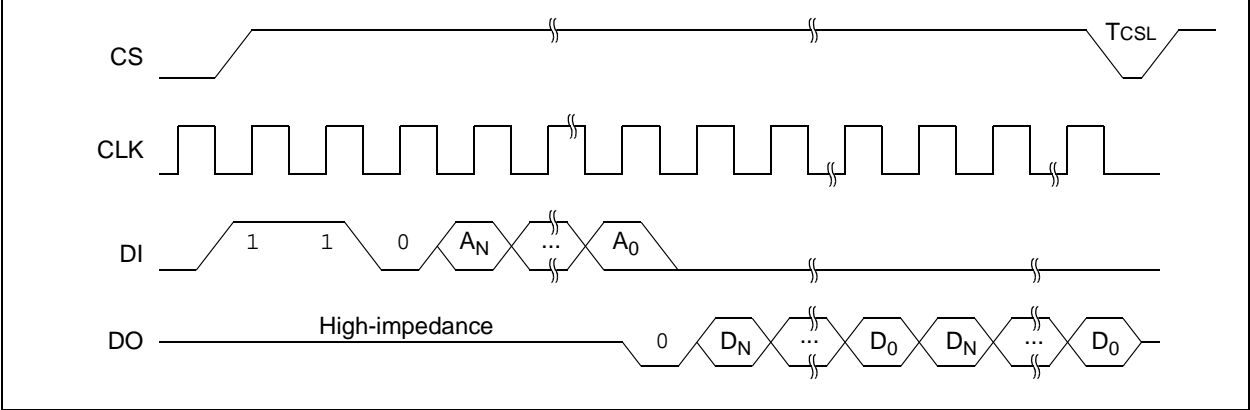 CS TCSL
CLK
DI 1 1 0 AN ... A0
High-impedance
DO 0 DN ... D0 DN ... D0